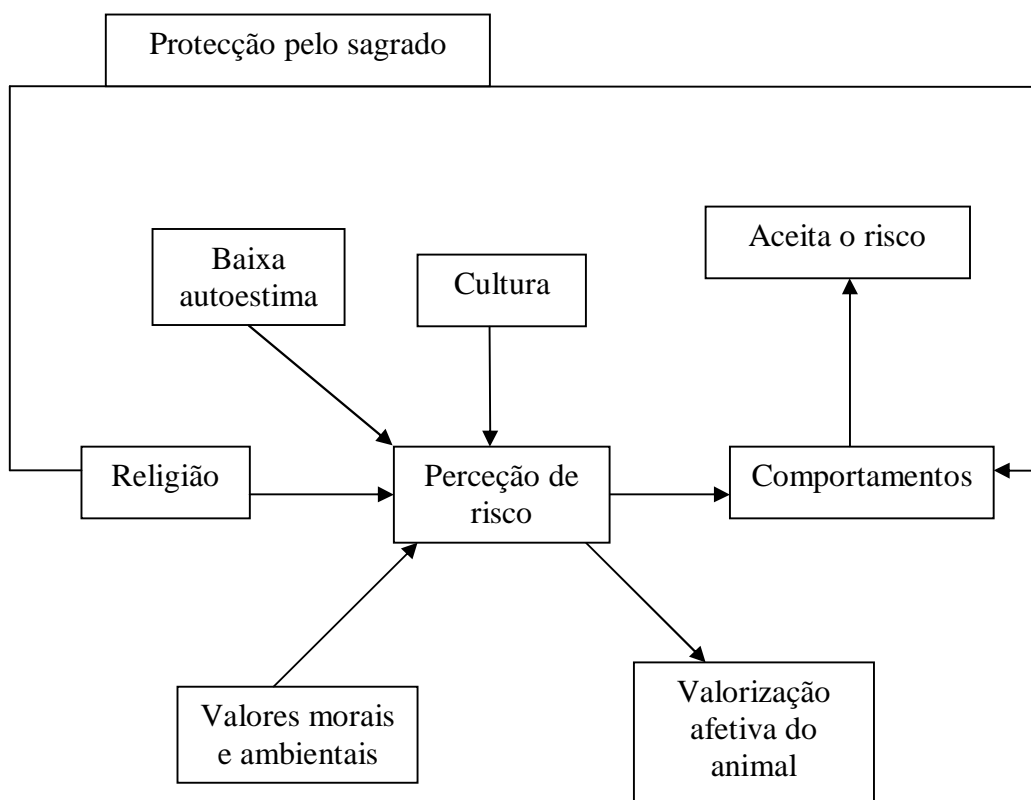 Protecção pelo sagrado
Aceita o risco
Baixa
autoestima
Cultura
Religião
Perceção de
risco
Comportamentos
Valores morais
e ambientais
Valorização
afetiva do
animal